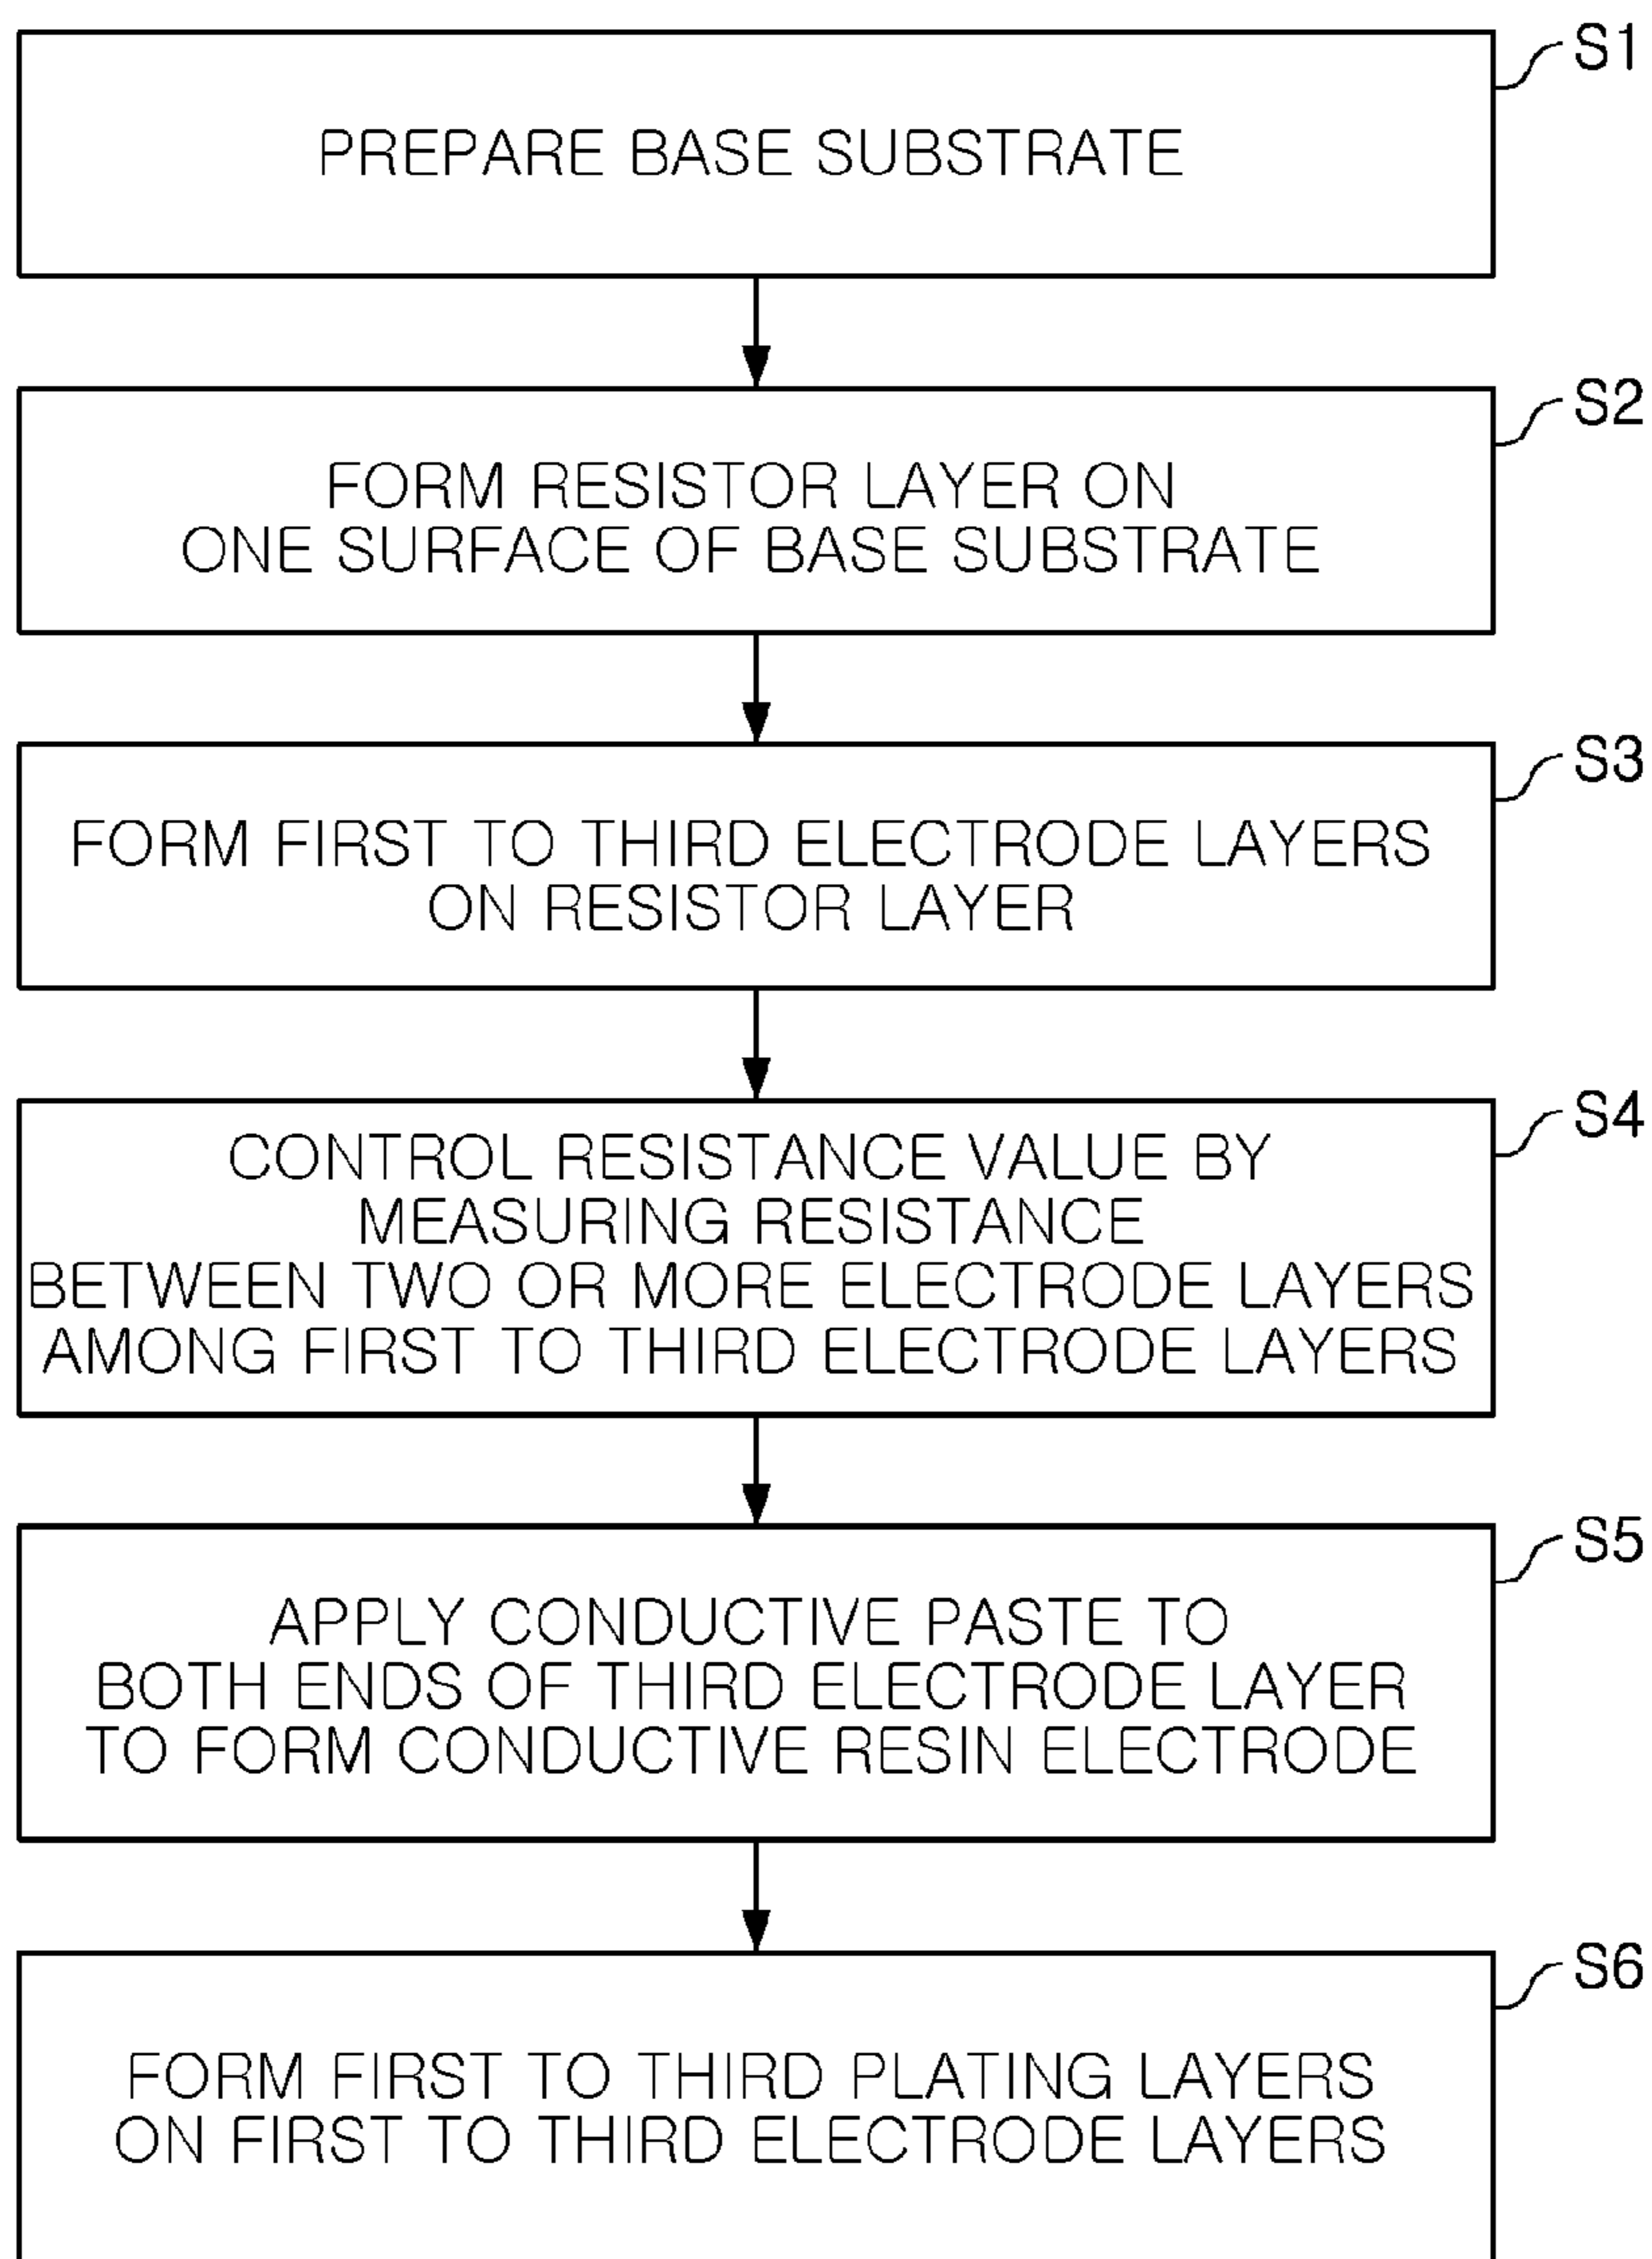 S1
PREPARE BASE SUBSTRATE
S2
FORM RESISTOR LAYER ON
ONE SURFACE OF BASE SUBSTRATE
S3
FORM FIRST TO THIRD ELECTRODE LAYERS
ON RESISTOR LAYER
S4
CONTROL RESISTANCE VALUE BY
MEASURING RESISTANCE
BETWEEN TWO OR MORE ELECTRODE LAYERS
AMONG FIRST TO THIRD ELECTRODE LAYERS
S5
APPLY CONDUCTIVE PASTE TO
BOTH ENDS OF THIRD ELECTRODE LAYER
TO FORM CONDUCTIVE RESIN ELECTRODE
S6
FORM FIRST TO THIRD PLATING LAYERS
ON FIRST TO THIRD ELECTRODE LAYERS